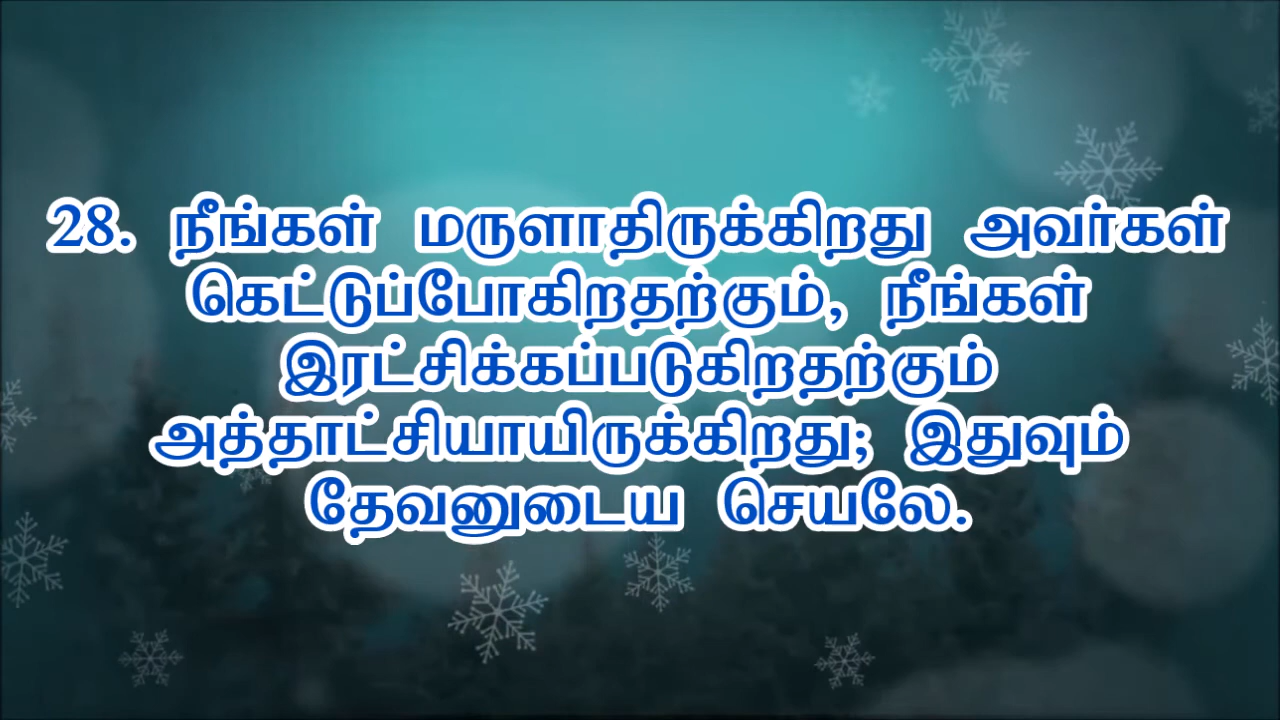 28. நீங்கள் மருளாதிருக்கிறது அவர்கள்
கெட்டுப்போகிறதற்கும், நீங்கள்
இரட்சிக்கப்படுகிறதற்கும்
அத்தாட்சியாயிருக்கிறது; இதுவும்
தேவனுடைய செயலே.